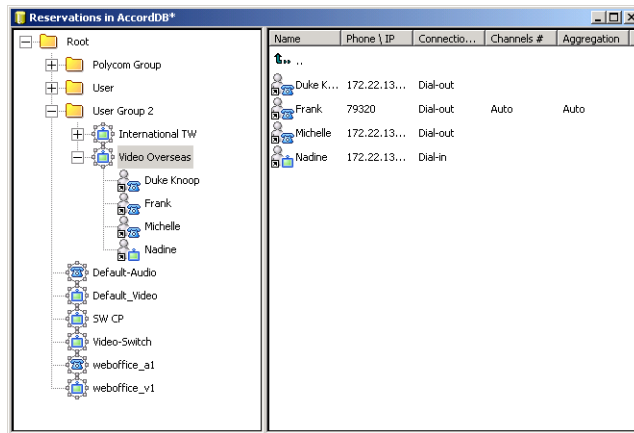 Reservations in AccordDB*
Root
Polycom Group
User
User Group 2
International TW
Video Overseas
Duke Knoop
Frank
Michelle
Nadine
Default-Audio
Default_Video
SW CP
Video-Switch
weboffice_a1
weboffice_v1
Name Phone \ IP Connectio... Channels # Aggregation
..
Duke K... 172.22.13... Dial-out
Frank 79320 Dial-out Auto Auto
Michelle 172.22.13... Dial-out
Nadine 172.22.13... Dial-in